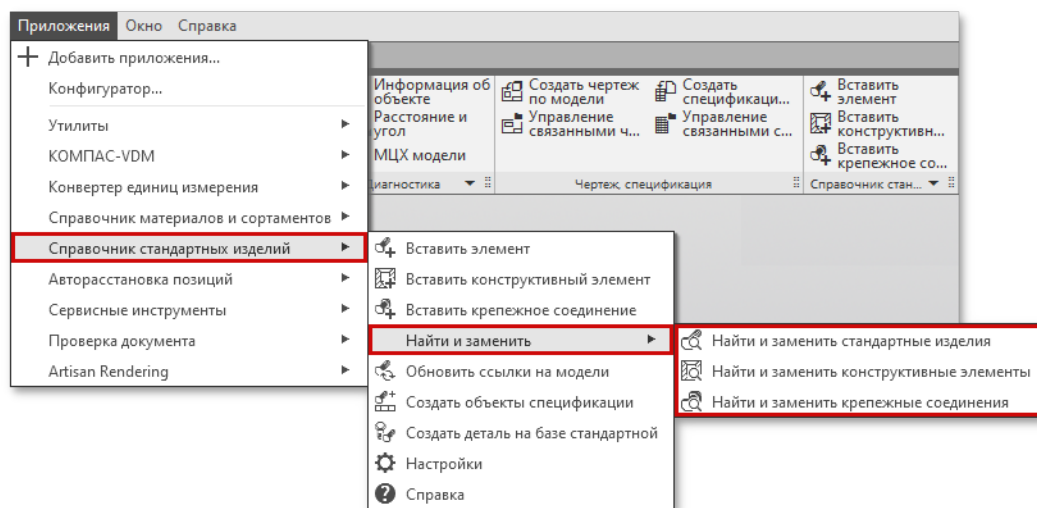 Приложения Окно Справка
Добавить приложения...
Конфигуратор...
Утилиты
КОМПАС-VDM
Конвертер единиц измерения
Справочник материалов и сортаментов
Справочник стандартных изделий
Авторасстановка позиций
Сервисные инструменты
Проверка документа
Artisan Rendering
Информация об
объекте
Расстояние и
угол
МЦХ модели
Создать чертеж
по модели
Управление
связанными ч...
Создать
спецификаци...
Управление
связанными с...
Вставить
элемент
Вставить
конструктивн...
Вставить
крепежное со...
иагностика
Чертеж, спецификация
Справочник стан...
Вставить элемент
Вставить конструктивный элемент
Вставить крепежное соединение
Найти и заменить
Обновить ссылки на модели
Создать объекты спецификации
Создать деталь на базе стандартной
Настройки
Справка
Найти и заменить стандартные изделия
Найти и заменить конструктивные элементы
Найти и заменить крепежные соединения